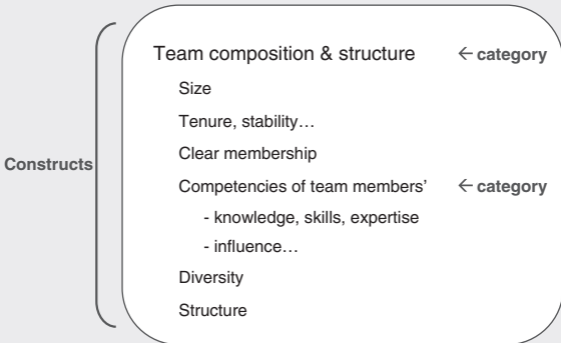 Team composition & structure ← category
Size
Tenure, stability…
Clear membership
Constructs
Competencies of team members’ ← category
- knowledge, skills, expertise
- influence…
Diversity
Structure